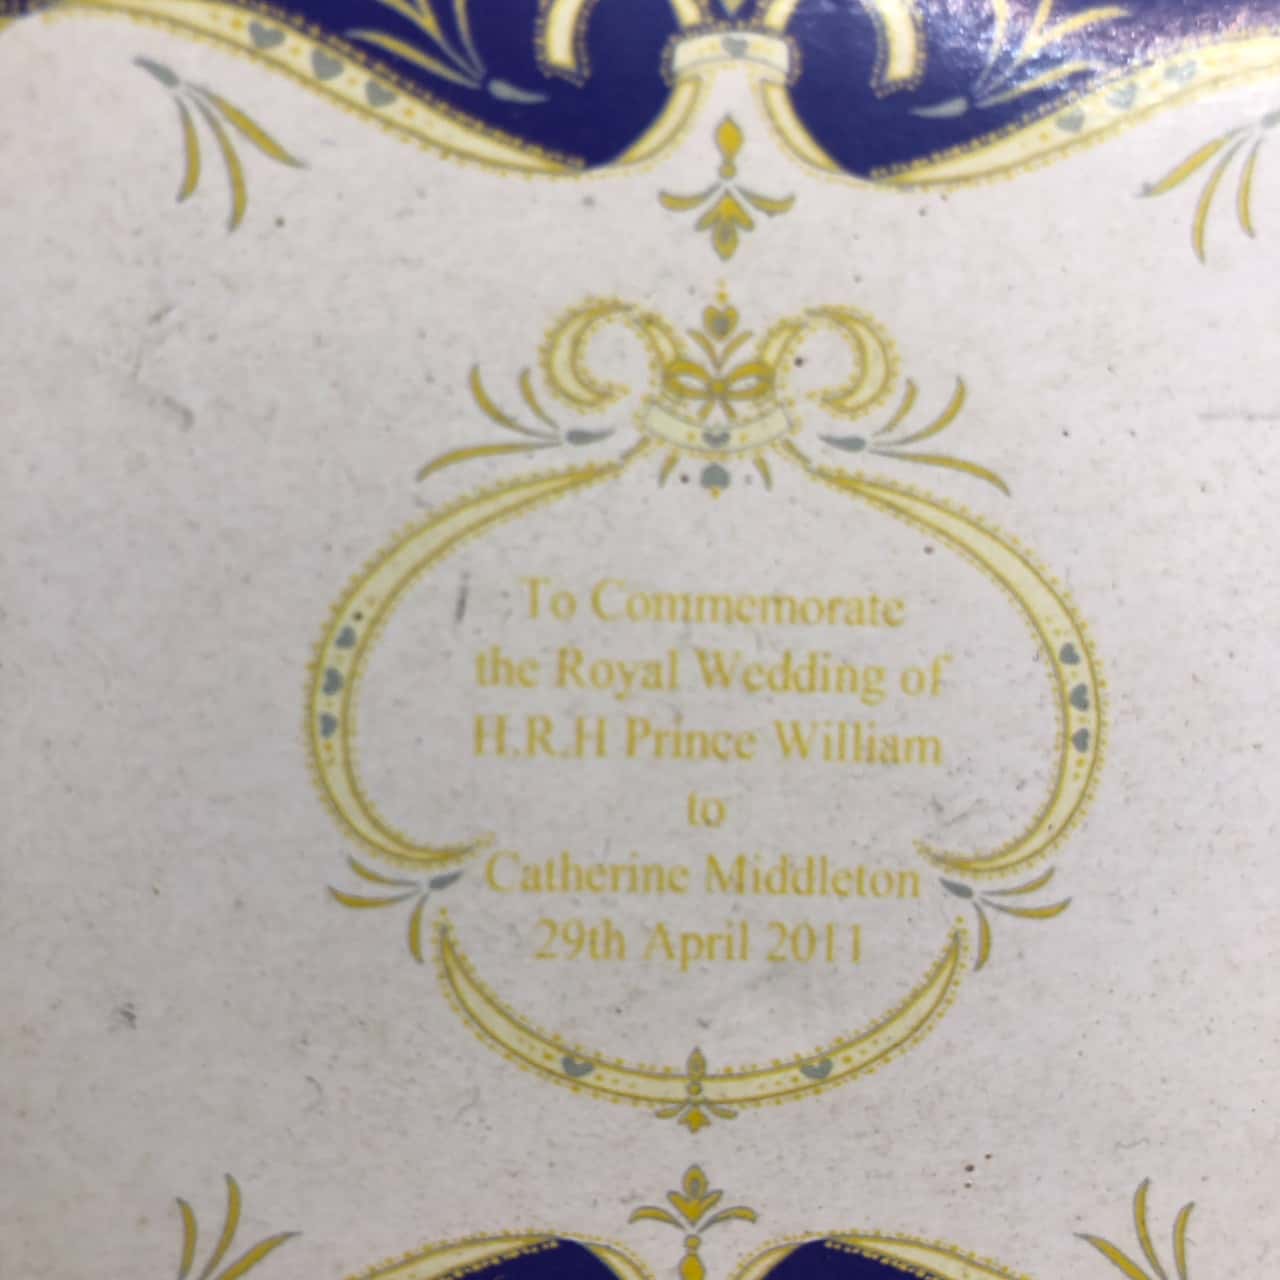 To Commemorate
the Royal Wedding of
H.R.H Prince William
to
Catherine Middleton
29th April 2011